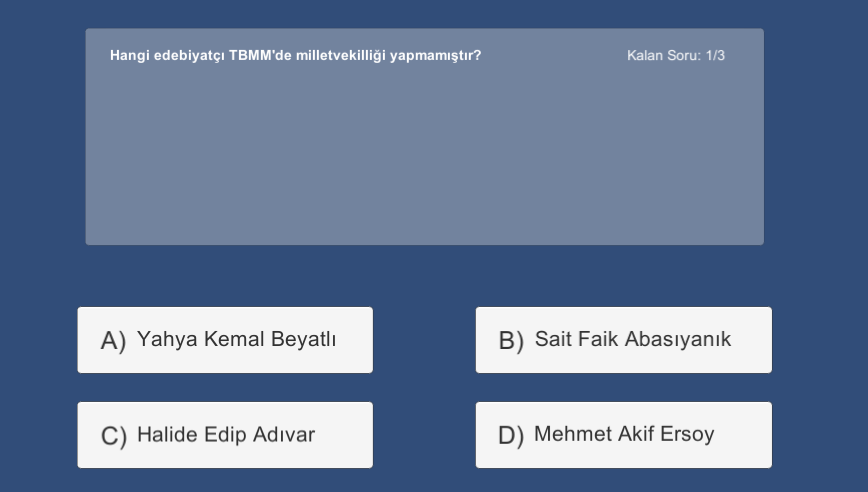 Hangi edebiyatçı TBMM'de milletvekilliği yapmamıştır?
Kalan Soru: 1/3
A) Yahya Kemal Beyatlı
B) Sait Faik Abasıyanık
C) Halide Edip Adıvar
D) Mehmet Akif Ersoy